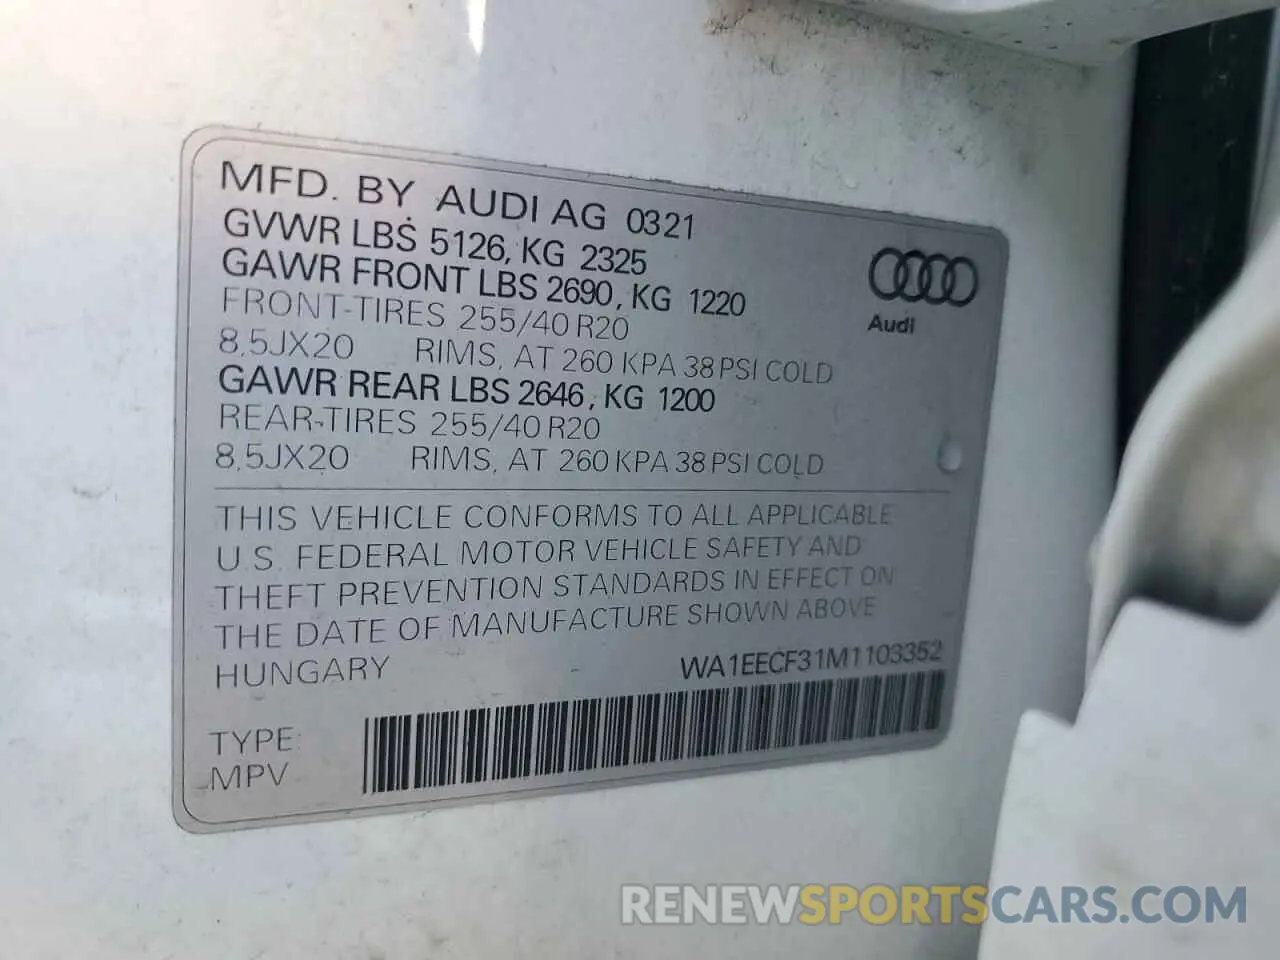 MFD. BY AUDI AG 0321
GVWR LBS 5126, KG 2325
GAWR FRONT LBS 2690, KG 1220
FRONT-TIRES 255/40 R20
8,5JX20 RIMS, AT 260 KPA 38 PSI COLD
GAWR REAR LBS 2646, KG 1200
REAR-TIRES 255/40 R20
8,5JX20 RIMS, AT 260 KPA 38 PSI COLD
Audi
THIS VEHICLE CONFORMS TO ALL APPLICABLE
U.S. FEDERAL MOTOR VEHICLE SAFETY AND
THEFT PREVENTION STANDARDS IN EFFECT ON
THE DATE OF MANUFACTURE SHOWN ABOVE
HUNGARY WA1EECF31M1103352
TYPE:
MPV
RENEWSPORTSCARS.COM